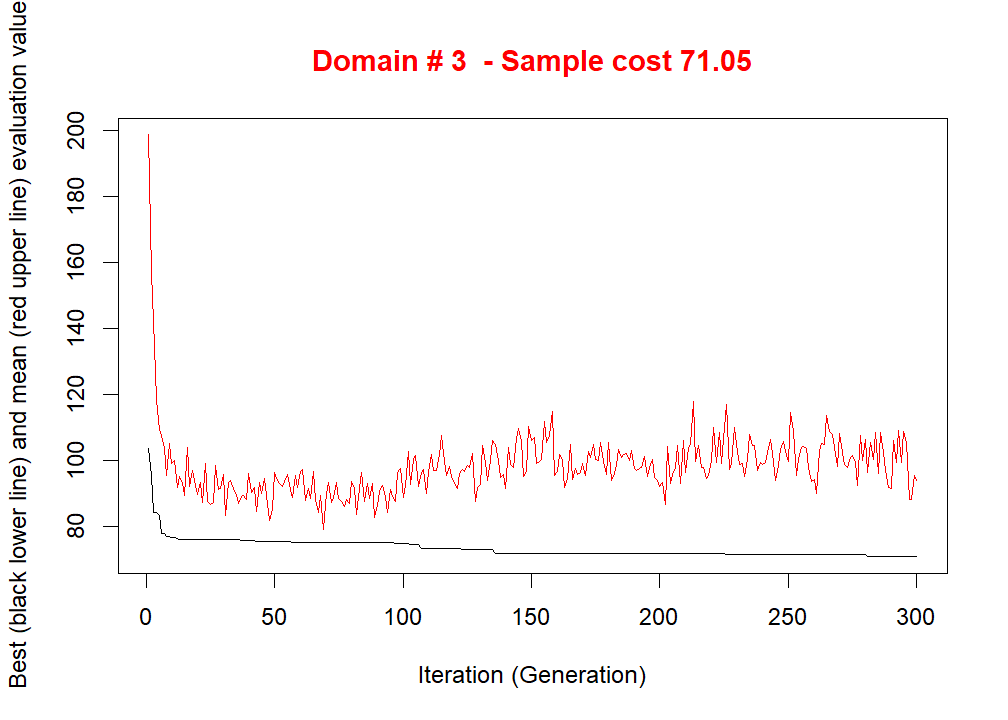 Domain # 3  - Sample cost 71.05
Best (black lower line) and mean (red upper line) evaluation value
200
180
160
140
120
100
80
0 50 100 150 200 250 300
Iteration (Generation)